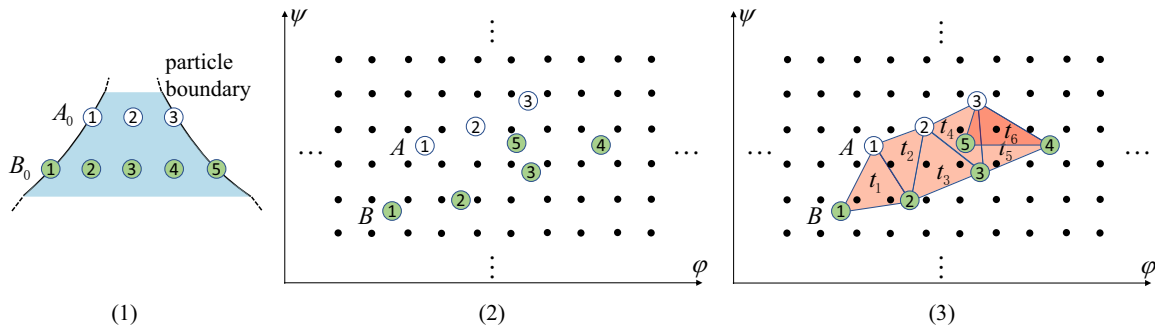 particle
boundary
A₀
1 2 3
B₀
1 2 3 4 5
(1)
ψ
⋮
3
2
A 1
5 4
3
⋯ ⋯
2
B 1
⋮
φ
(2)
ψ
⋮
3
2 t₄
A 1
5 t₆ 4
t₂ t₅
⋯ ⋯
3
t₁ t₃
2
B 1
⋮
φ
(3)